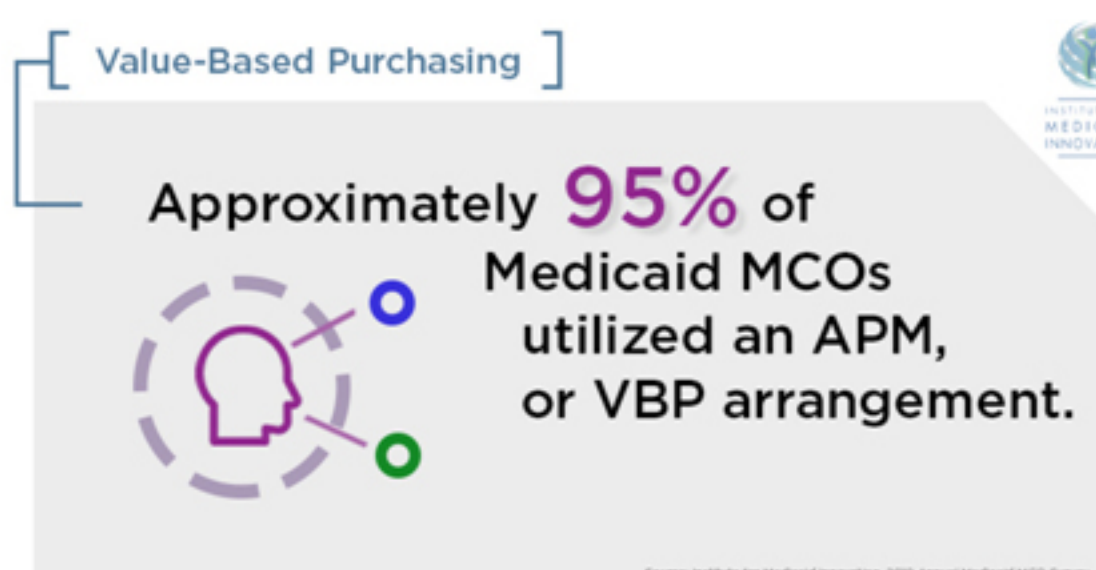 Value-Based Purchasing
Approximately 95% of
Medicaid MCOs
utilized an APM,
or VBP arrangement.